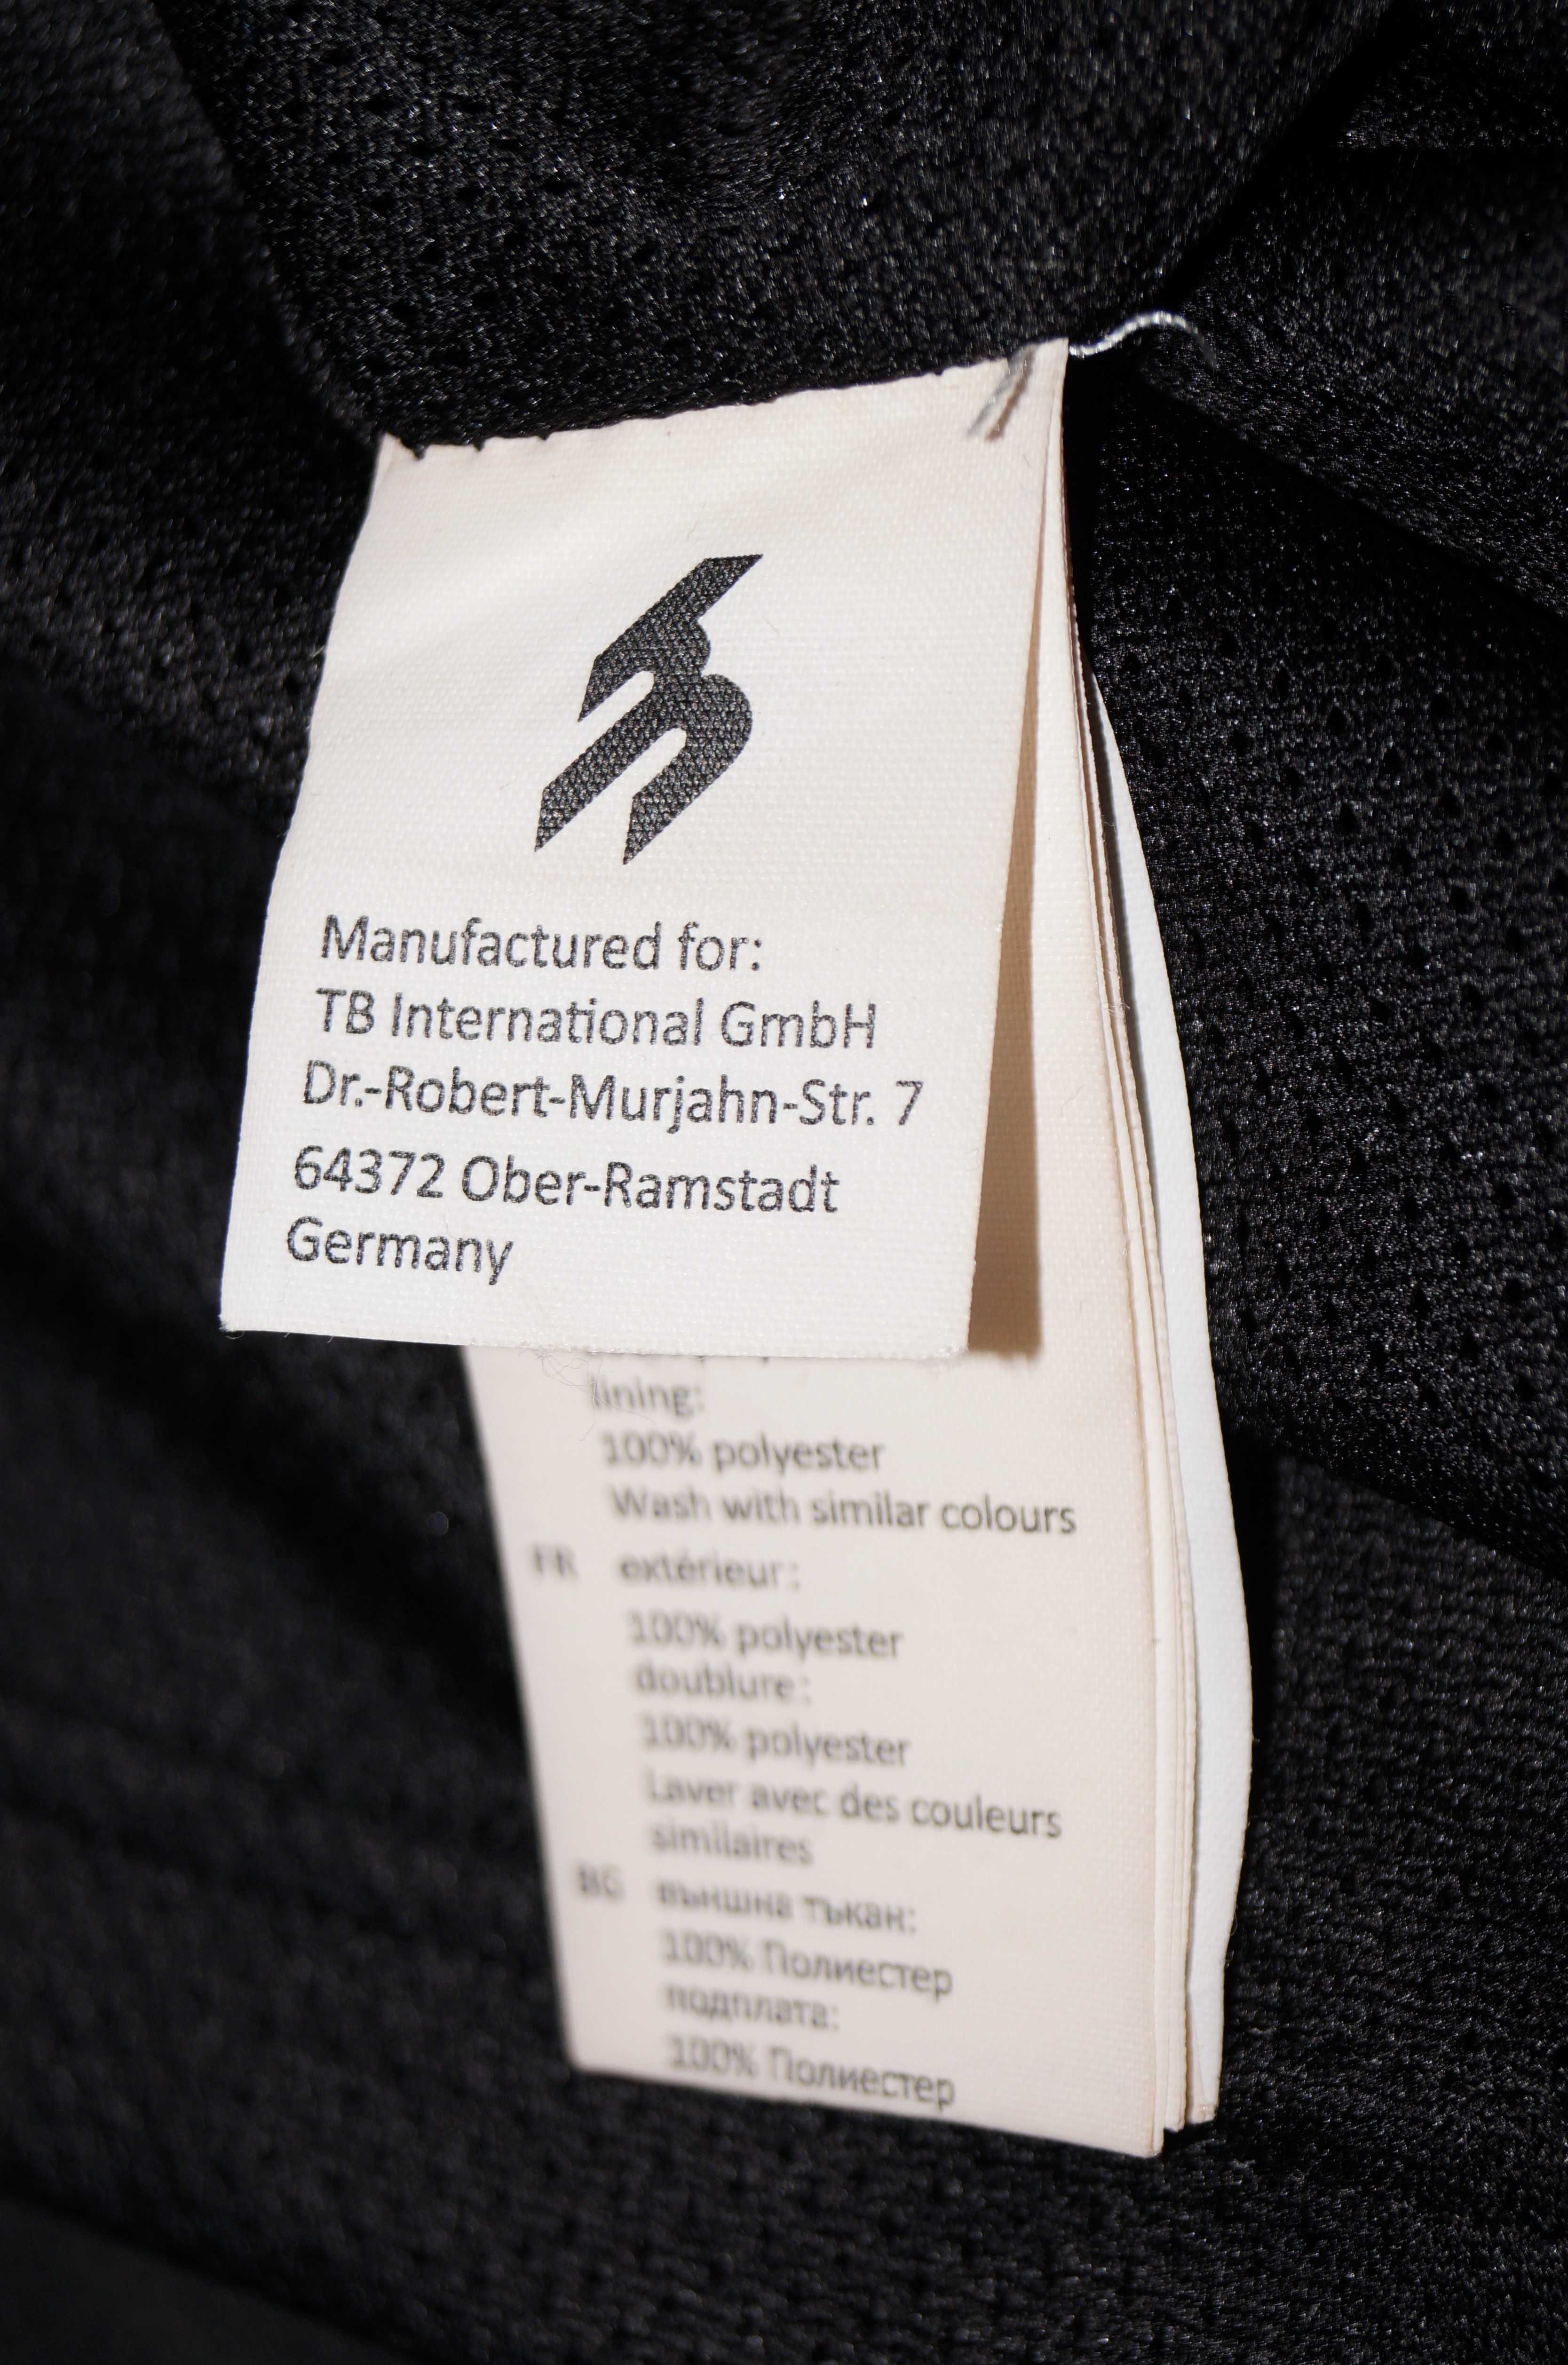 Manufactured for:
TB International GmbH
Dr.-Robert-Murjahn-Str. 7
64372 Ober-Ramstadt
Germany
lining:
100% polyester
Wash with similar colours
FR extérieur:
100% polyester
doublure:
100% polyester
Laver avec des couleurs
similaires
BG външна тъкан:
100% Полиестер
подплата:
100% Полиестер